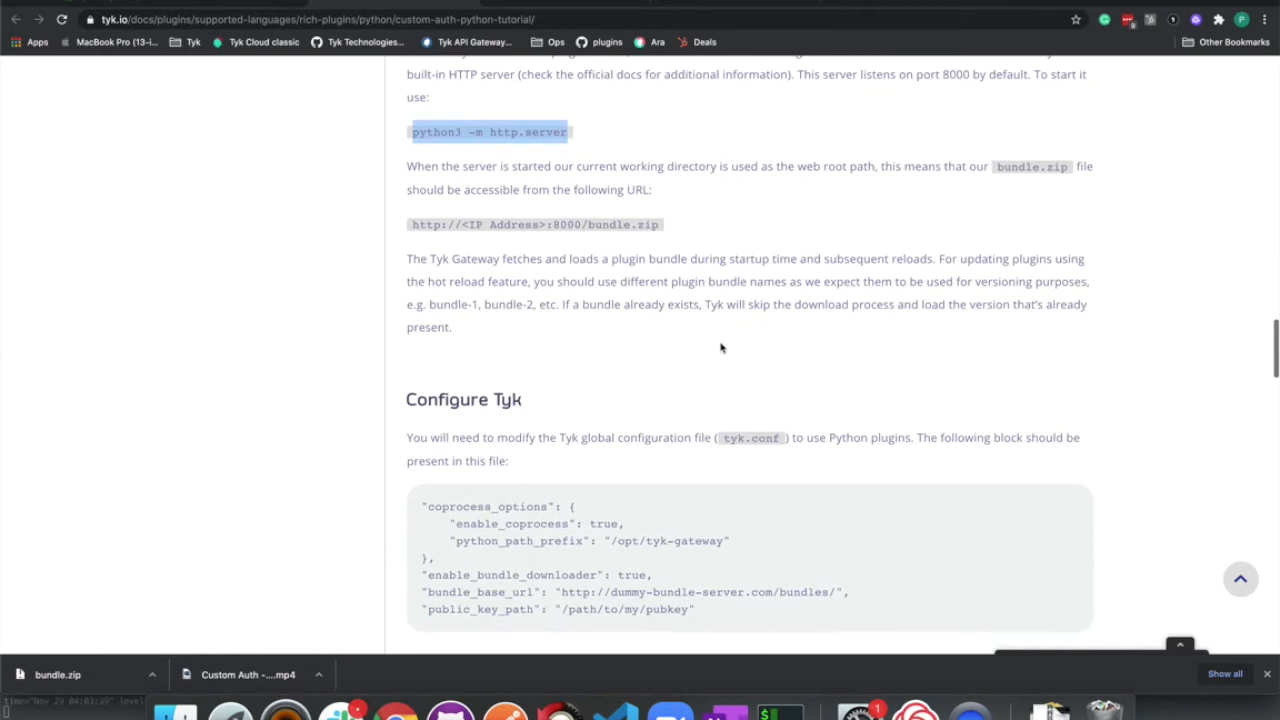 tyk.io/docs/plugins/supported-languages/rich-plugins/python/custom-auth-python-tutorial/
Apps MacBook Pro (13-i... Tyk Tyk Cloud classic Tyk Technologies... Tyk API Gateway... Ops plugins Ara Deals Other Bookmarks
built-in HTTP server (check the official docs for additional information). This server listens on port 8000 by default. To start it
use:
python3 -m http.server
When the server is started our current working directory is used as the web root path, this means that our bundle.zip file
should be accessible from the following URL:
http://<IP Address>:8000/bundle.zip
The Tyk Gateway fetches and loads a plugin bundle during startup time and subsequent reloads. For updating plugins using
the hot reload feature, you should use different plugin bundle names as we expect them to be used for versioning purposes,
e.g. bundle-1, bundle-2, etc. If a bundle already exists, Tyk will skip the download process and load the version that's already
present.
Configure Tyk
You will need to modify the Tyk global configuration file ( tyk.conf ) to use Python plugins. The following block should be
present in this file:
"coprocess_options": {
"enable_coprocess": true,
"python_path_prefix": "/opt/tyk-gateway"
},
"enable_bundle_downloader": true,
"bundle_base_url": "http://dummy-bundle-server.com/bundles/",
"public_key_path": "/path/to/my/pubkey"
bundle.zip Custom Auth -....mp4 Show all
time="Nov 29 04:03:39" level
1